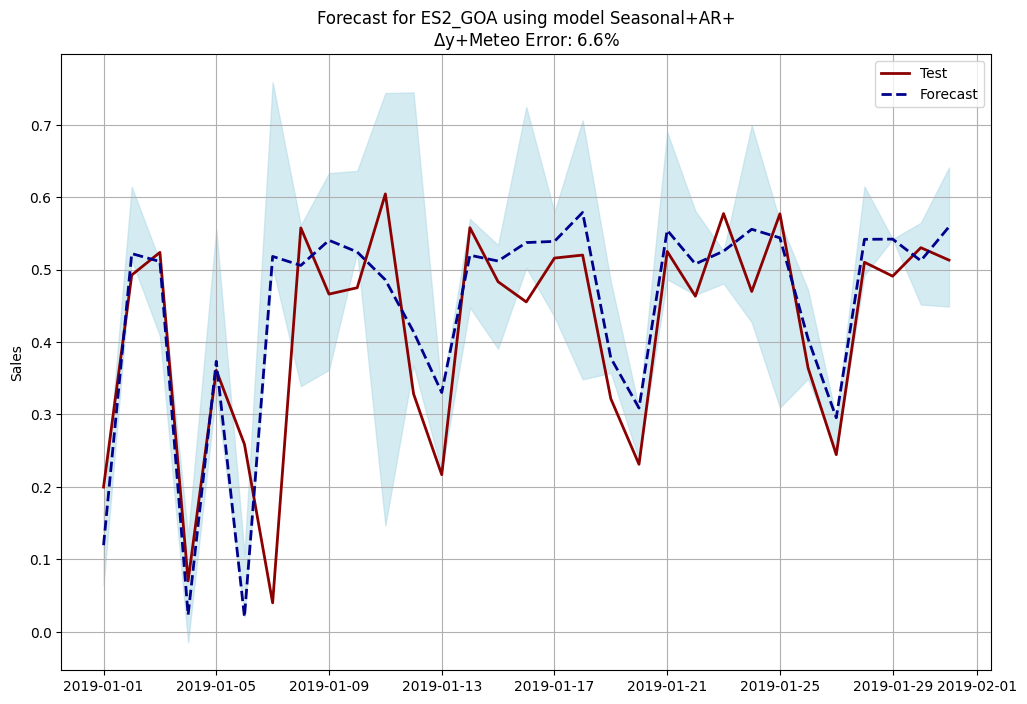 Forecast for ES2_GOA using model Seasonal+AR+
Δy+Meteo Error: 6.6%
Test
Forecast
Sales
0.7
0.6
0.5
0.4
0.3
0.2
0.1
0.0
2019-01-01 2019-01-05 2019-01-09 2019-01-13 2019-01-17 2019-01-21 2019-01-25 2019-01-29 2019-02-01